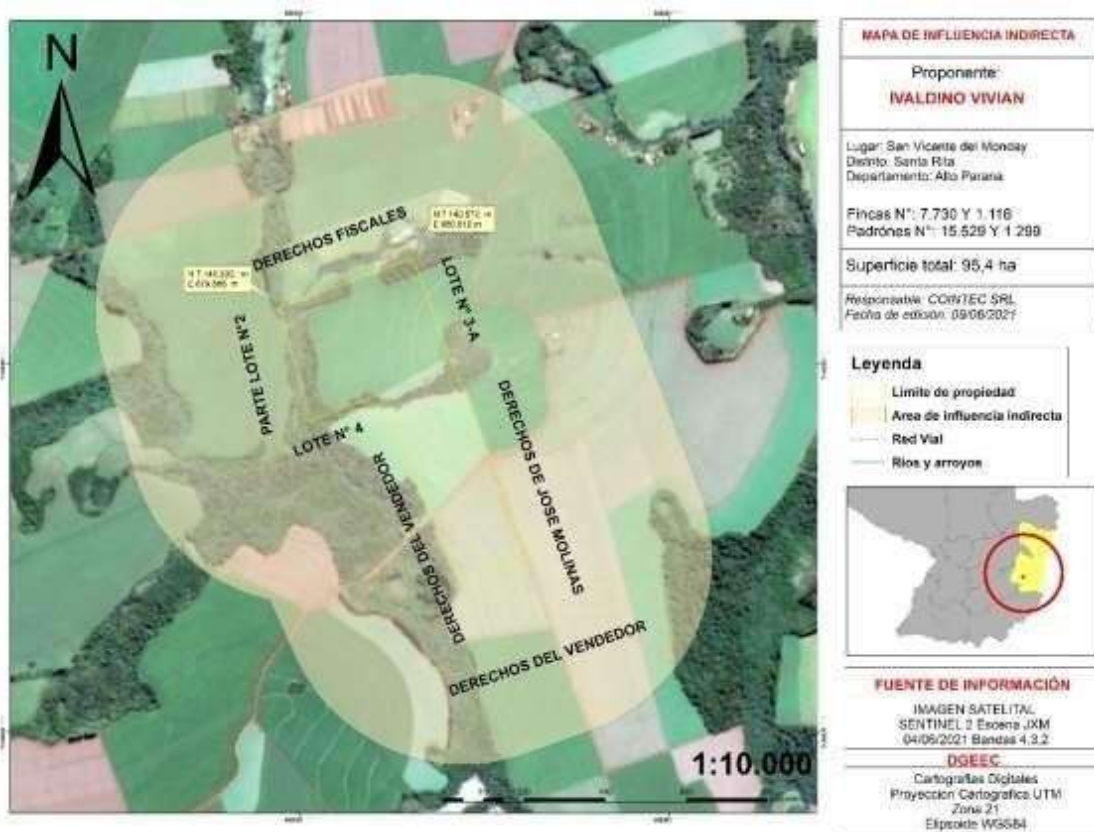 N
DERECHOS FISCALES
LOTE N° 3-A
PARTE LOTE N°2
LOTE N° 4
DERECHOS DEL VENDEDOR
DERECHOS DE JOSE MOLINAS
DERECHOS DEL VENDEDOR
1:10.000
MAPA DE INFLUENCIA INDIRECTA
Proponente:
IVALDINO VIVIAN
Lugar: San Vicente del Monday
Distrito: Santa Rita
Departamento: Alto Parana
Fincas N°: 7.730 Y 1.116
Padrónes N°: 15.529 Y 1.299
Superficie total: 95,4 ha
Responsable: COINTEC SRL
Fecha de edición: 09/06/2021
Leyenda
Limite de propiedad
Area de influencia indirecta
Red Vial
Rios y arroyos
FUENTE DE INFORMACIÓN
IMAGEN SATELITAL
SENTINEL 2 Escena JXM
04/06/2021 Bandas 4,3,2
DGEEC
Cartografias Digitales
Proyeccion Cartografica UTM
Zona 21
Elipsoide WGS84